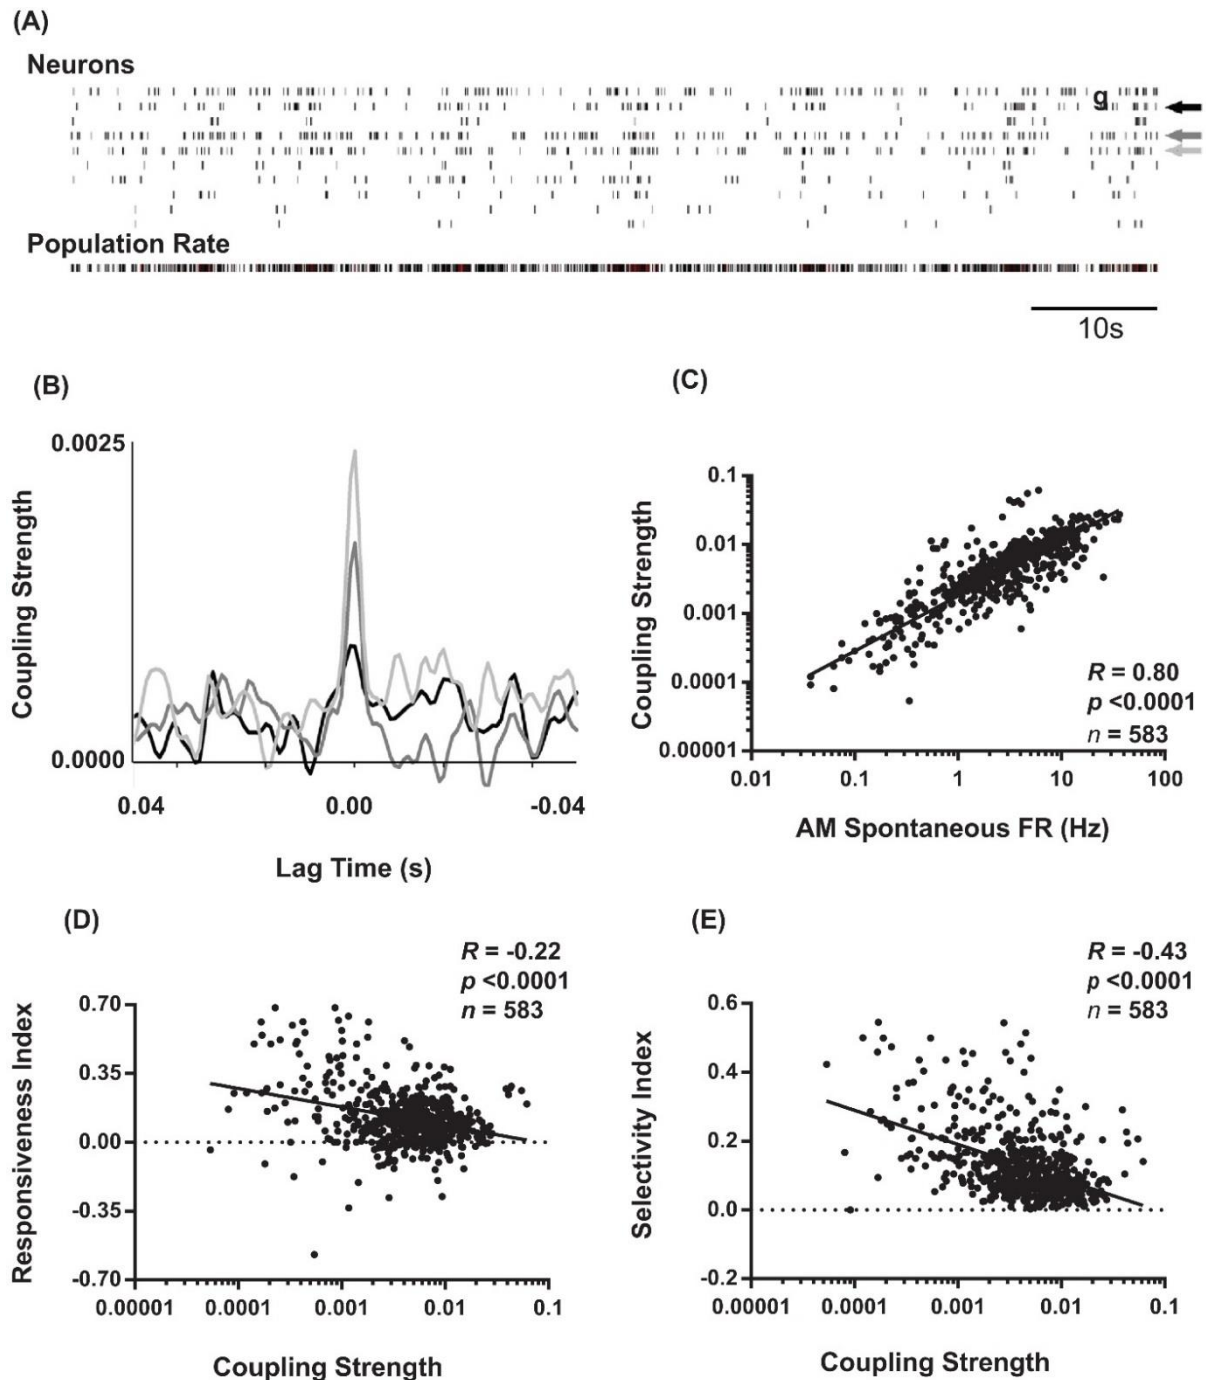 (A)
Neurons
g
Population Rate
10s
(B)
0.0025
Coupling Strength
0.0000
0.04 0.00 -0.04
Lag Time (s)
(C)
0.1
0.01
0.001
0.0001
0.00001
Coupling Strength
R = 0.80
p <0.0001
n = 583
0.01 0.1 1 10 100
AM Spontaneous FR (Hz)
(D)
R = -0.22
p <0.0001
n = 583
0.70
0.35
0.00
-0.35
-0.70
Responsiveness Index
0.00001 0.0001 0.001 0.01 0.1
Coupling Strength
(E)
R = -0.43
p <0.0001
n = 583
0.6
0.4
0.2
0.0
-0.2
Selectivity Index
0.00001 0.0001 0.001 0.01 0.1
Coupling Strength